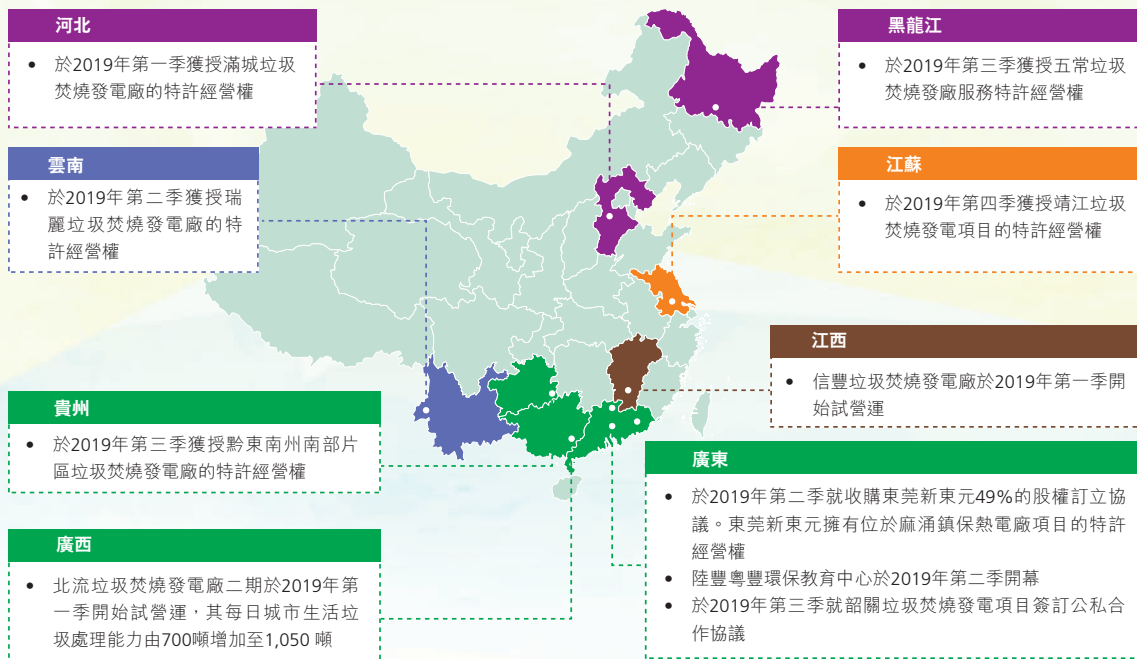 河北
• 於2019年第一季獲授滿城垃圾
焚燒發電廠的特許經營權
雲南
• 於2019年第二季獲授瑞
麗垃圾焚燒發電廠的特
許經營權
貴州
• 於2019年第三季獲授黔東南州南部片
區垃圾焚燒發電廠的特許經營權
廣西
• 北流垃圾焚燒發電廠二期於2019年第
一季開始試營運,其每日城市生活垃
圾處理能力由700噸增加至1,050 噸
黑龍江
• 於2019年第三季獲授五常垃圾
焚燒發廠服務特許經營權
江蘇
• 於2019年第四季獲授靖江垃圾
焚燒發電項目的特許經營權
江西
• 信豐垃圾焚燒發電廠於2019年第一季開
始試營運
廣東
• 於2019年第二季就收購東莞新東元49%的股權訂立協
議。東莞新東元擁有位於麻涌鎮保熱電廠項目的特許
經營權
• 陸豐粵豐環保教育中心於2019年第二季開幕
• 於2019年第三季就韶關垃圾焚燒發電項目簽訂公私合
作協議